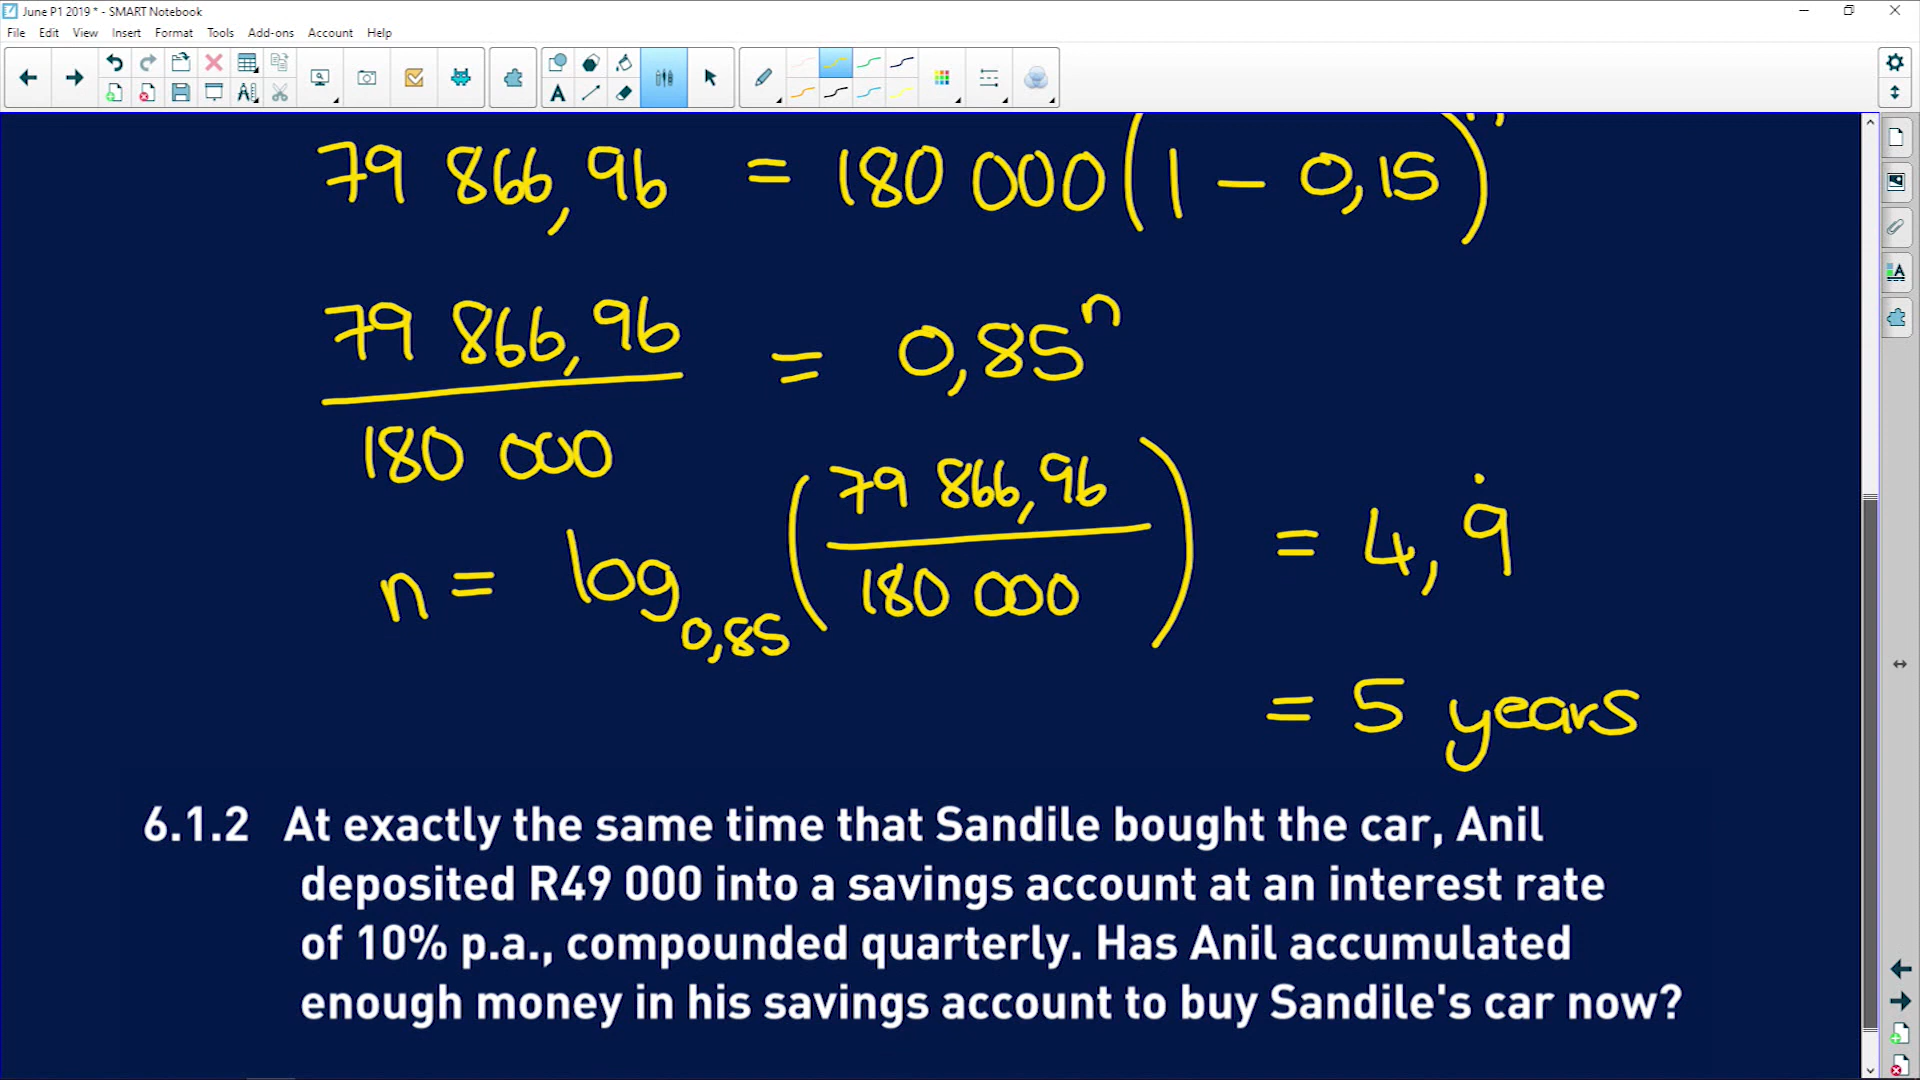 June P1 2019 * - SMART Notebook
File Edit View Insert Format Tools Add-ons Account Help
79 866,96 = 180 000(1 - 0,15)ⁿ
79 866,96
180 000
= 0,85ⁿ
n = log₀,₈₅ (79 866,96 / 180 000) = 4,9̇
= 5 years
6.1.2 At exactly the same time that Sandile bought the car, Anil
deposited R49 000 into a savings account at an interest rate
of 10% p.a., compounded quarterly. Has Anil accumulated
enough money in his savings account to buy Sandile's car now?